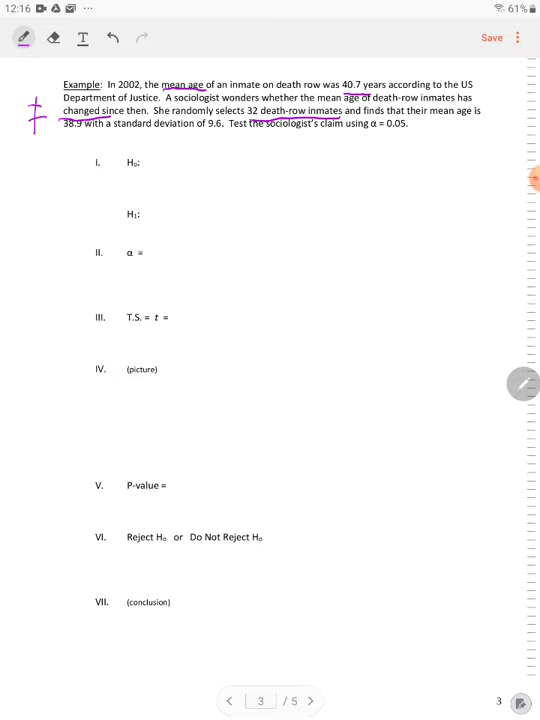 12:16 61%
T Save
Example: In 2002, the mean age of an inmate on death row was 40.7 years according to the US
Department of Justice. A sociologist wonders whether the mean age of death-row inmates has
changed since then. She randomly selects 32 death-row inmates and finds that their mean age is
38.9 with a standard deviation of 9.6. Test the sociologist's claim using α = 0.05.
≠
I. H₀:
H₁:
II. α =
III. T.S. = t =
IV. (picture)
V. P-value =
VI. Reject H₀ or Do Not Reject H₀
VII. (conclusion)
3 / 5
3